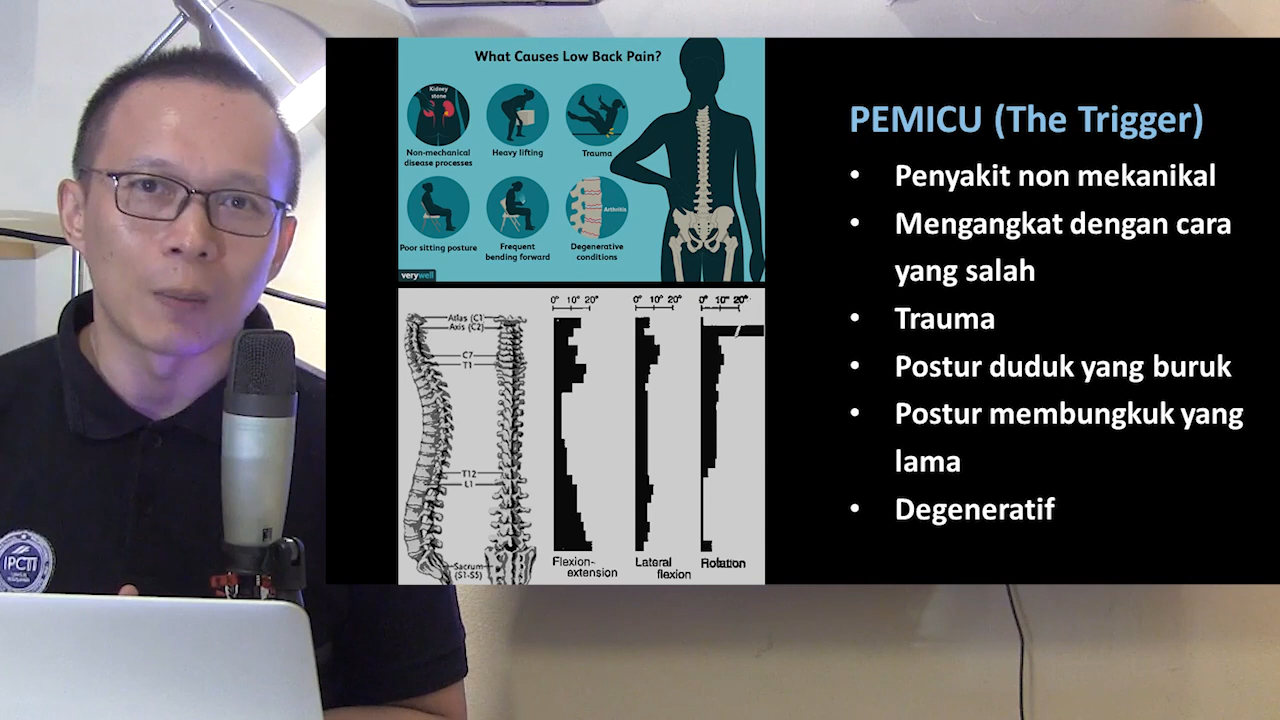 What Causes Low Back Pain?
Kidney
stone
Non-mechanical
disease processes
Heavy lifting
Trauma
Arthritis
Poor sitting posture
Frequent
bending forward
Degenerative
conditions
verywell
PEMICU (The Trigger)
• Penyakit non mekanikal
• Mengangkat dengan cara
yang salah
• Trauma
• Postur duduk yang buruk
• Postur membungkuk yang
lama
• Degeneratif
0° 10° 20°
0° 10° 20°
0° 10° 20°
Atlas (C1)
Axis (C2)
C7
T1
T12
L1
Sacrum
(S1-S5)
Flexion-
extension
Lateral
flexion
Rotation
IPCTI